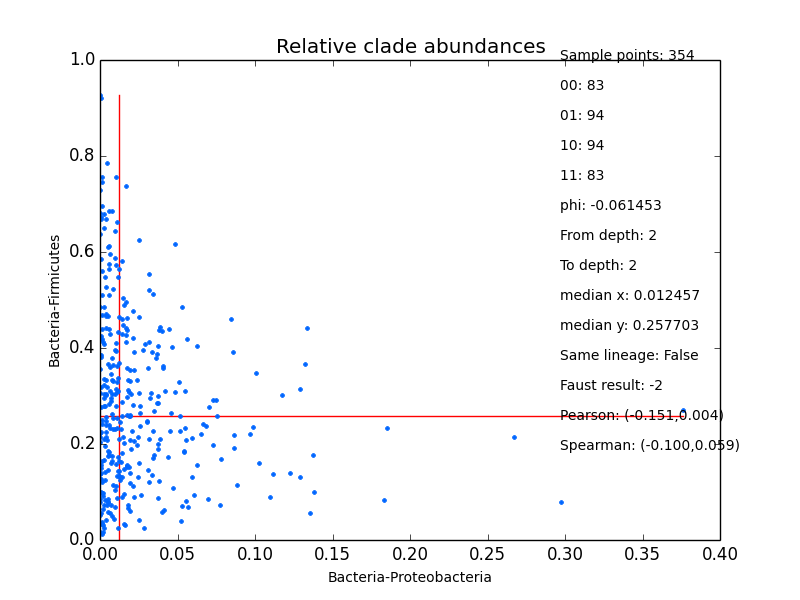 Relative clade abundances
Sample points: 354
00: 83
01: 94
10: 94
11: 83
phi: -0.061453
From depth: 2
To depth: 2
median x: 0.012457
median y: 0.257703
Same lineage: False
Faust result: -2
Pearson: (-0.151,0.004)
Spearman: (-0.100,0.059)
1.0
0.8
0.6
0.4
0.2
0.0
Bacteria-Firmicutes
0.00 0.05 0.10 0.15 0.20 0.25 0.30 0.35 0.40
Bacteria-Proteobacteria